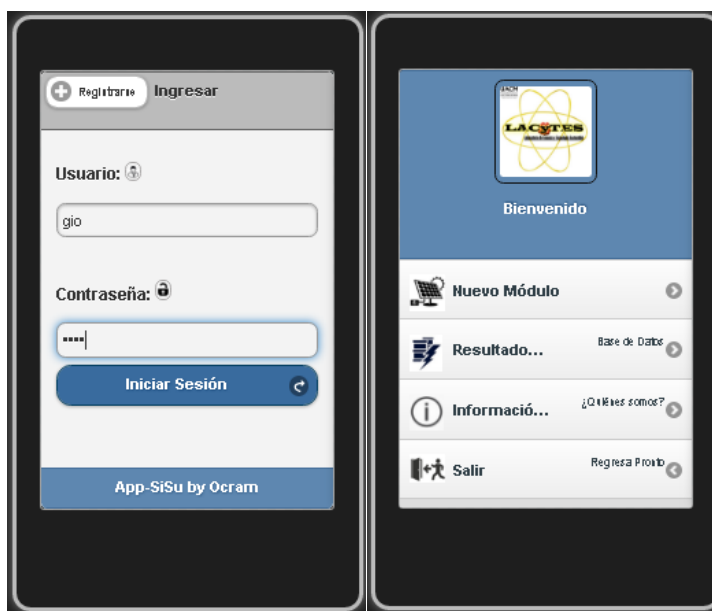 Registrarse Ingresar
Usuario:
gio
Contraseña:
Iniciar Sesión
App-SiSu by Ocram
LACyTES
Bienvenido
Nuevo Módulo
Resultado... Base de Datos
Informació... ¿Quiénes somos?
Salir Regresa Pronto